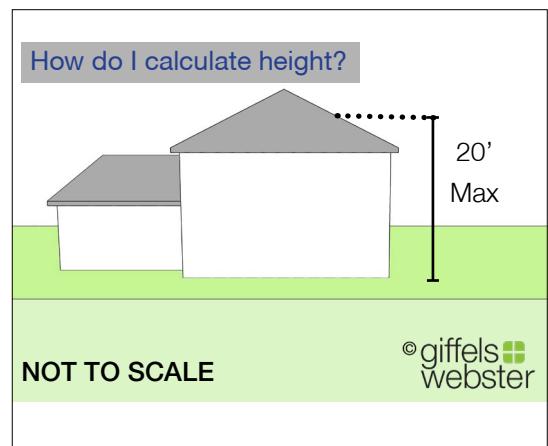 How do I calculate height?
20’
Max
NOT TO SCALE
© giffels
webster